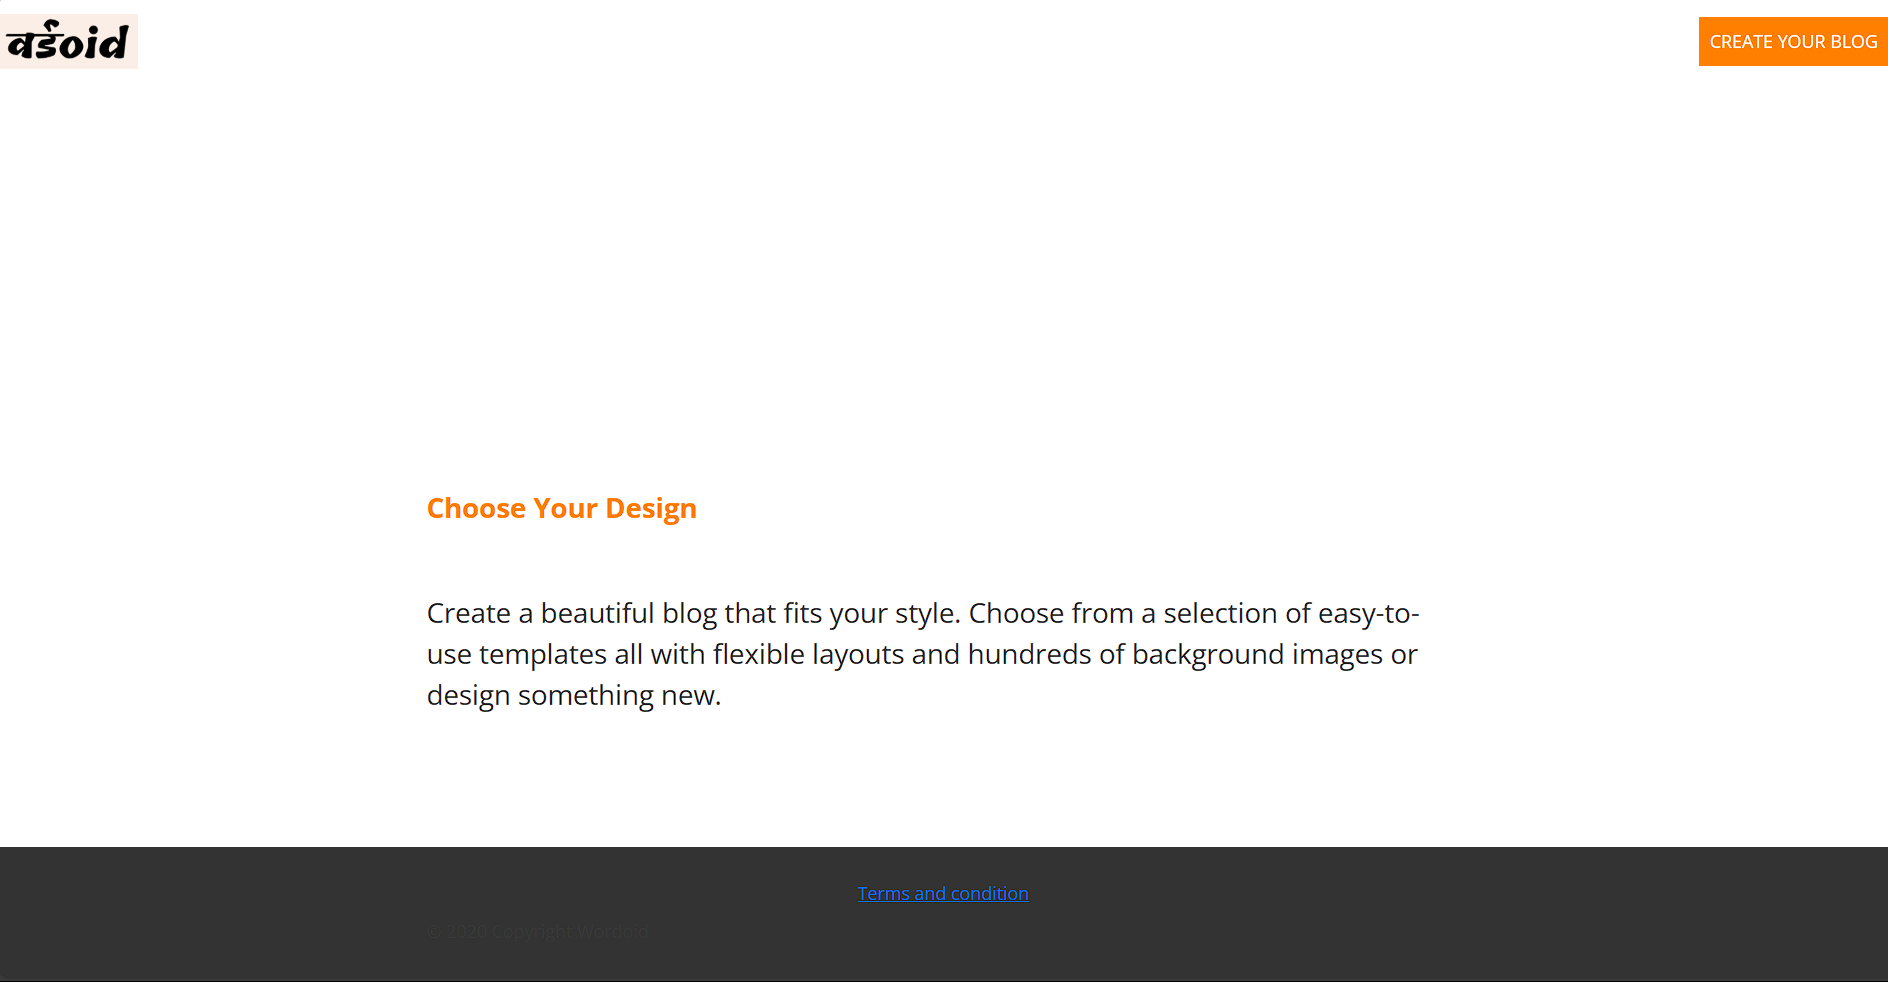 वर्डoid
CREATE YOUR BLOG
Choose Your Design
Create a beautiful blog that fits your style. Choose from a selection of easy-to-
use templates all with flexible layouts and hundreds of background images or
design something new.
Terms and condition
© 2020 Copyright Wordoid